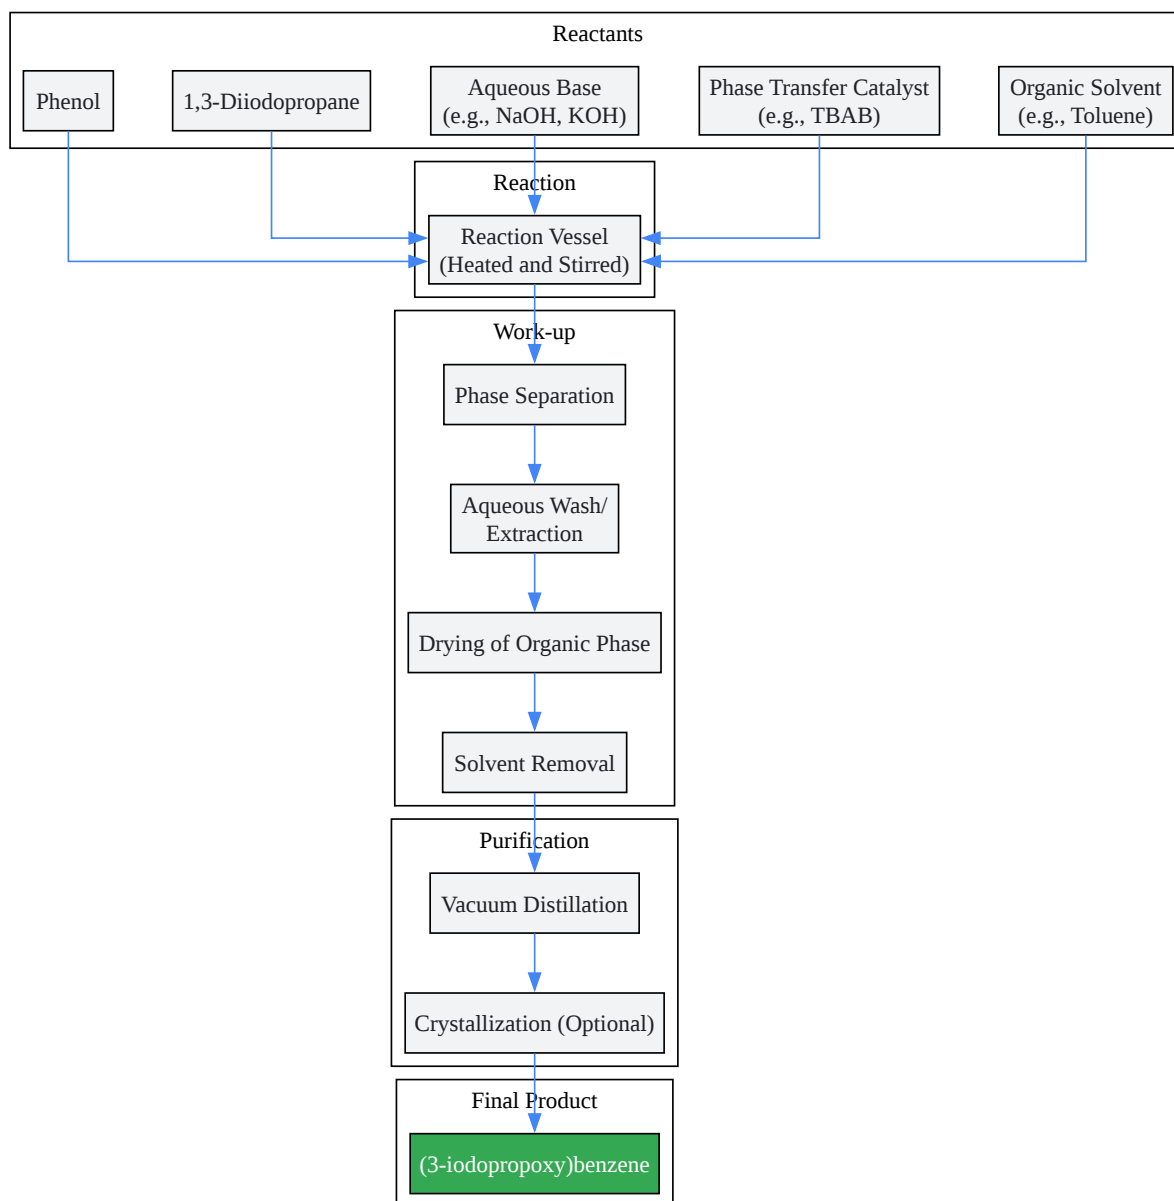 Reactants
Phenol
1,3-Diiodopropane
Aqueous Base
(e.g., NaOH, KOH)
Phase Transfer Catalyst
(e.g., TBAB)
Organic Solvent
(e.g., Toluene)
Reaction
Reaction Vessel
(Heated and Stirred)
Work-up
Phase Separation
Aqueous Wash/
Extraction
Drying of Organic Phase
Solvent Removal
Purification
Vacuum Distillation
Crystallization (Optional)
Final Product
(3-iodopropoxy)benzene